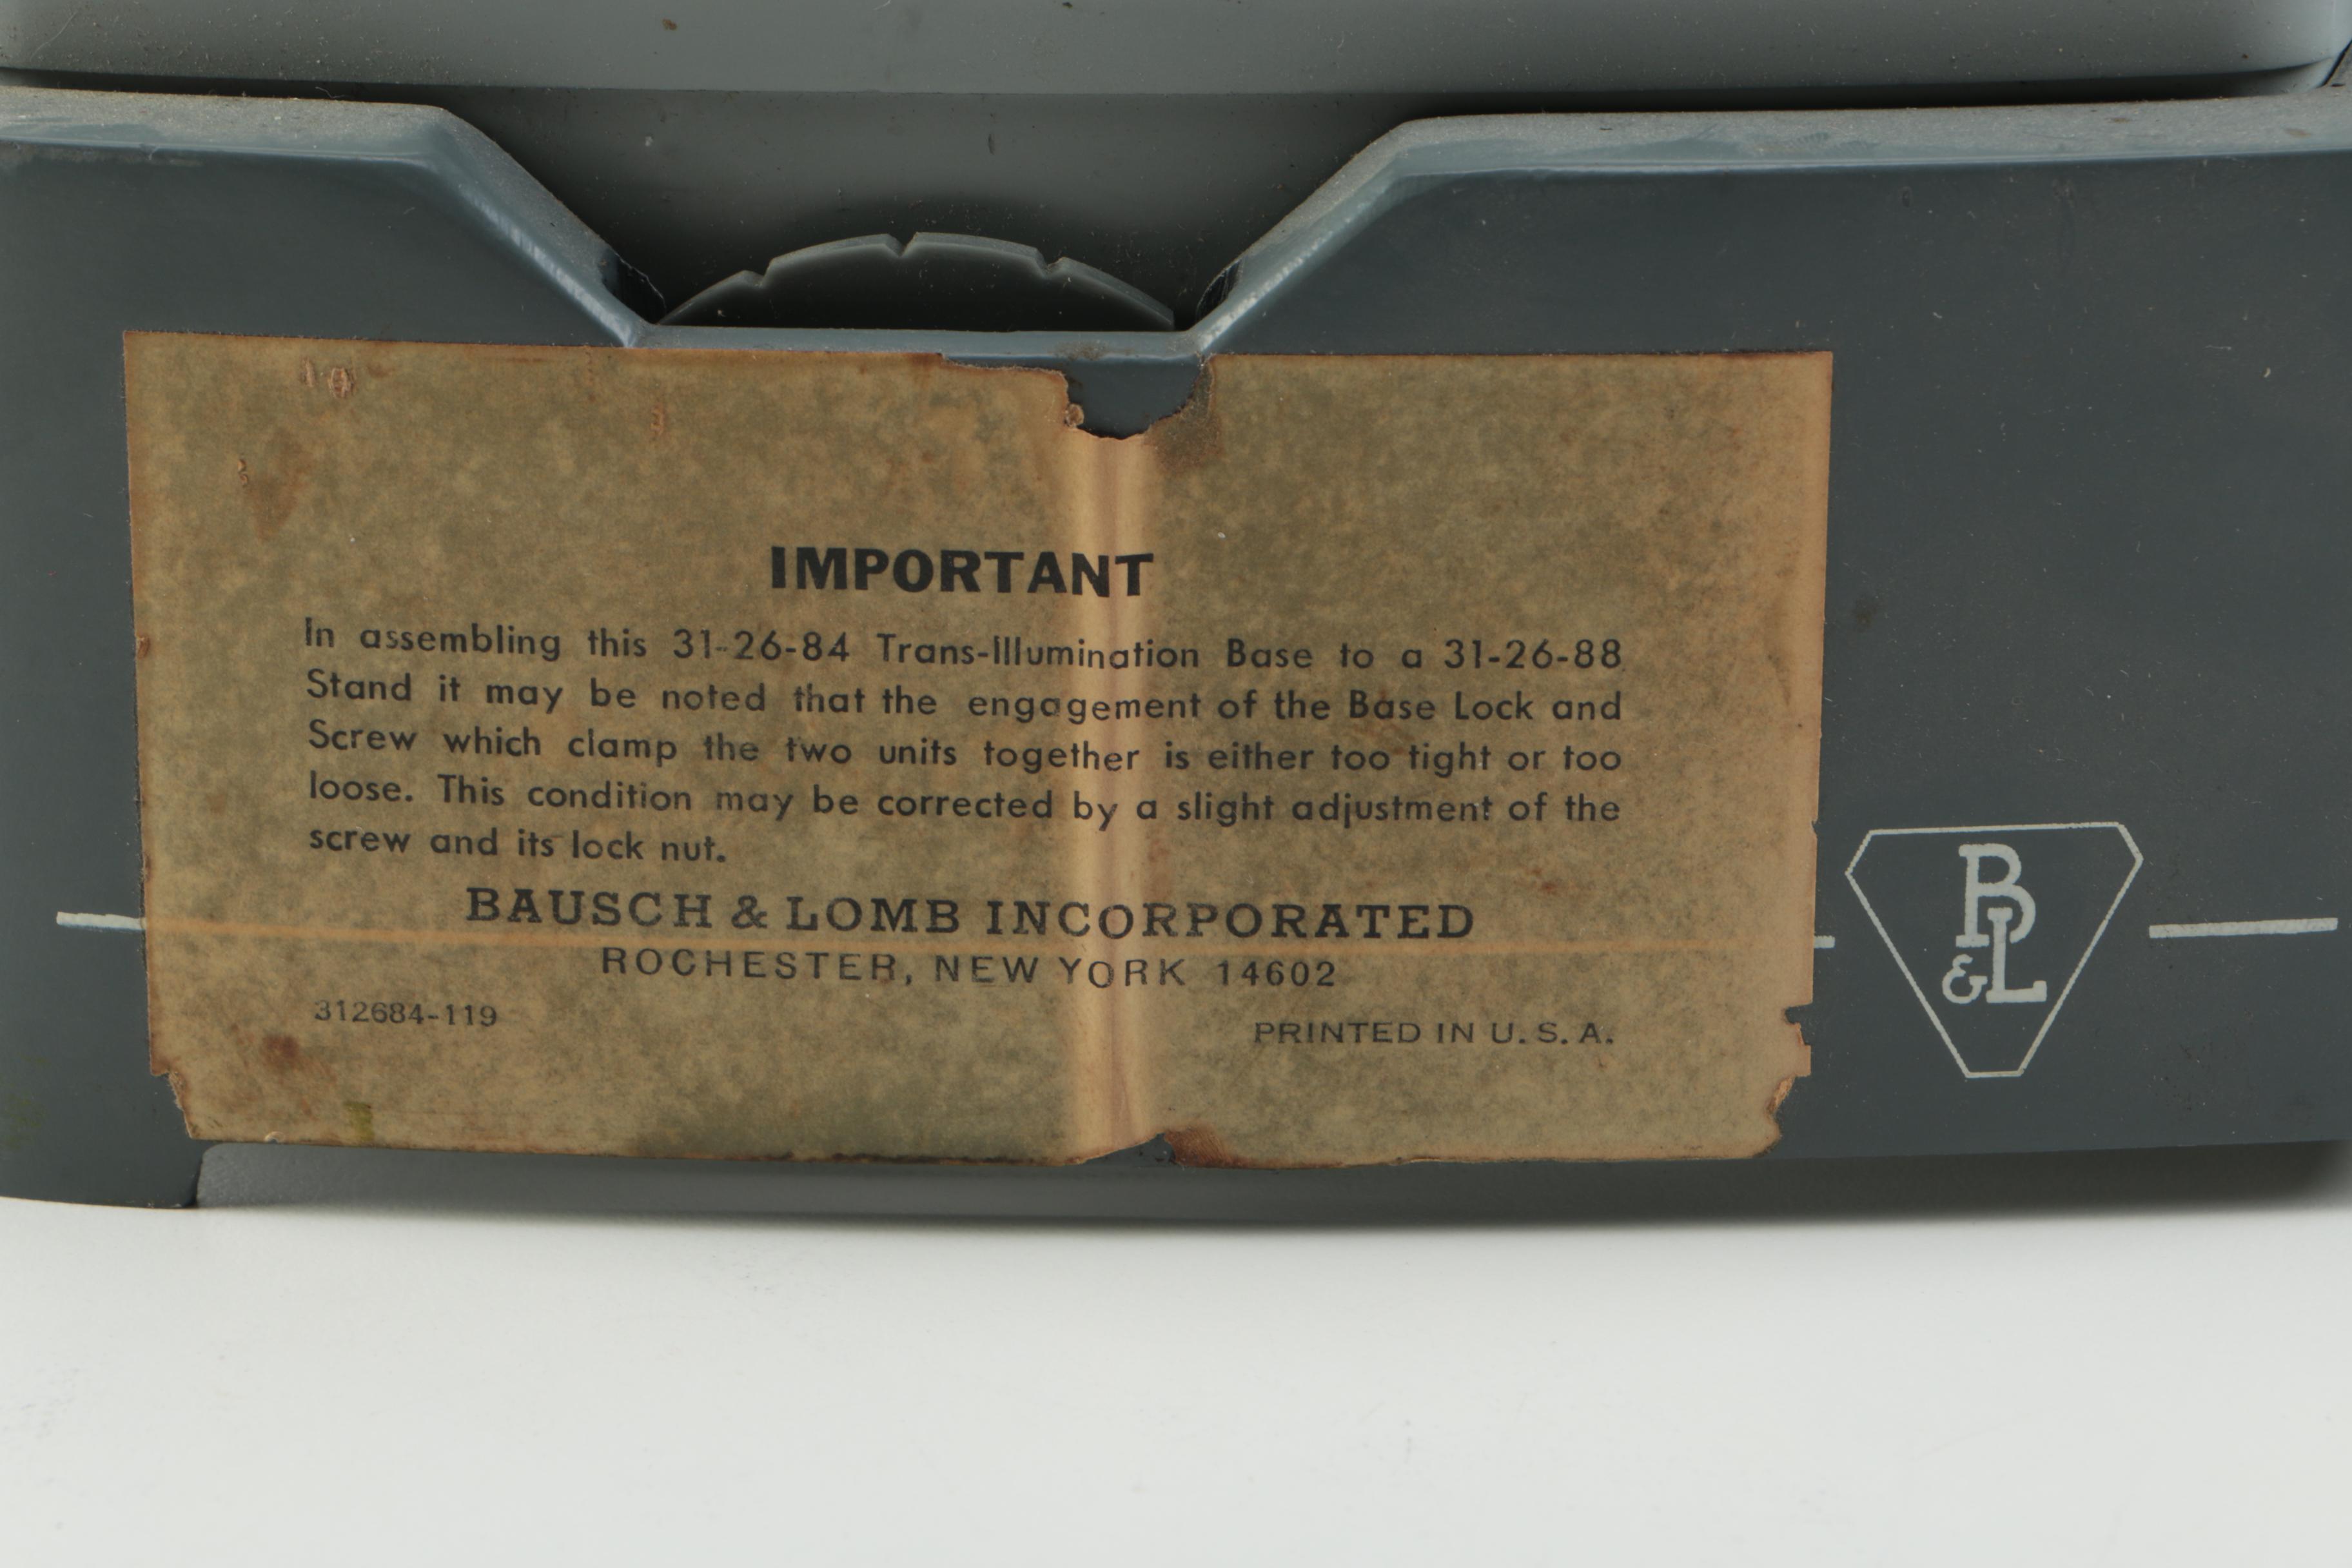 IMPORTANT
In assembling this 31-26-84 Trans-Illumination Base to a 31-26-88
Stand it may be noted that the engagement of the Base Lock and
Screw which clamp the two units together is either too tight or too
loose. This condition may be corrected by a slight adjustment of the
screw and its lock nut.
BAUSCH & LOMB INCORPORATED
ROCHESTER, NEW YORK 14602
312684-119
PRINTED IN U. S. A.
B&L